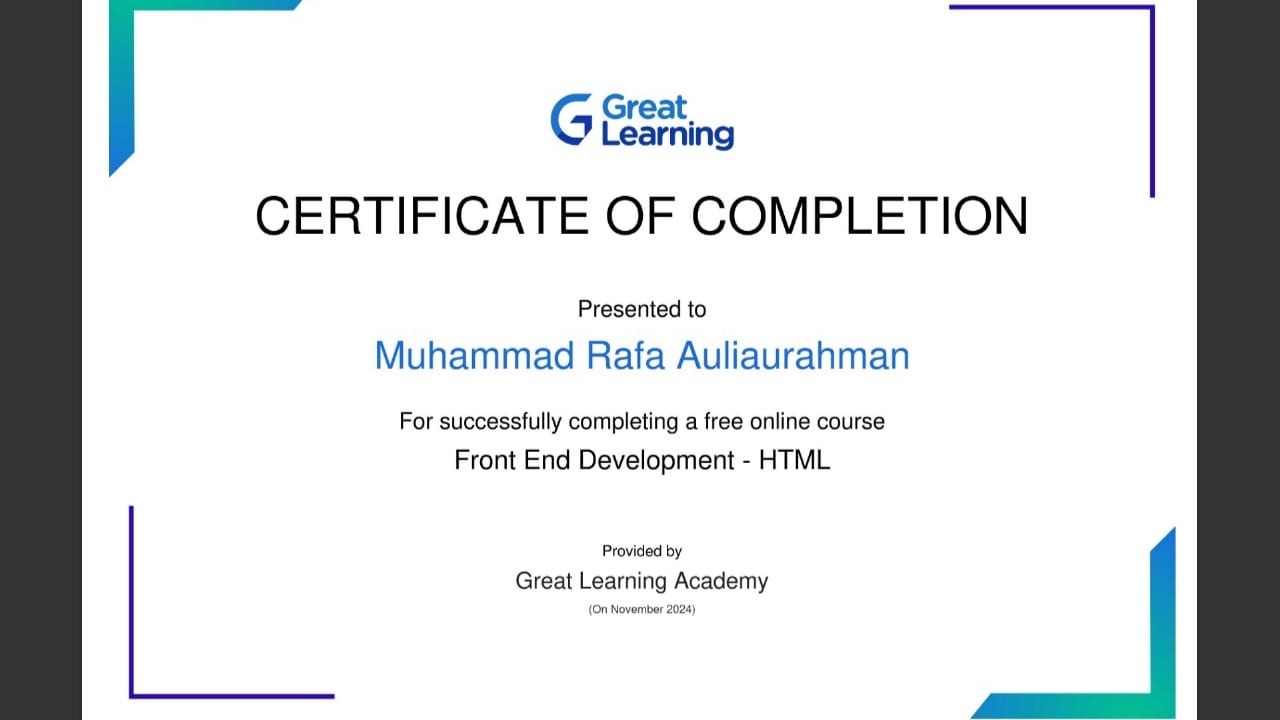 Great
Learning
CERTIFICATE OF COMPLETION
Presented to
Muhammad Rafa Auliaurahman
For successfully completing a free online course
Front End Development - HTML
Provided by
Great Learning Academy
(On November 2024)